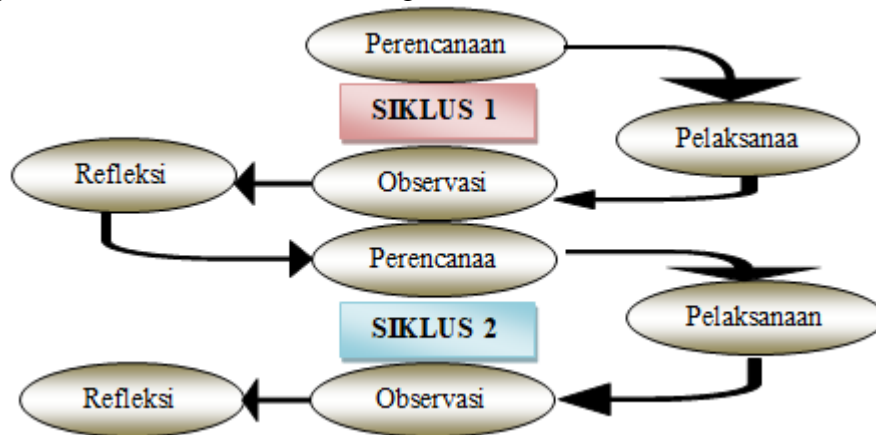 Perencanaan
SIKLUS 1
Pelaksanaa
Refleksi
Observasi
Perencanaa
SIKLUS 2
Pelaksanaan
Refleksi
Observasi